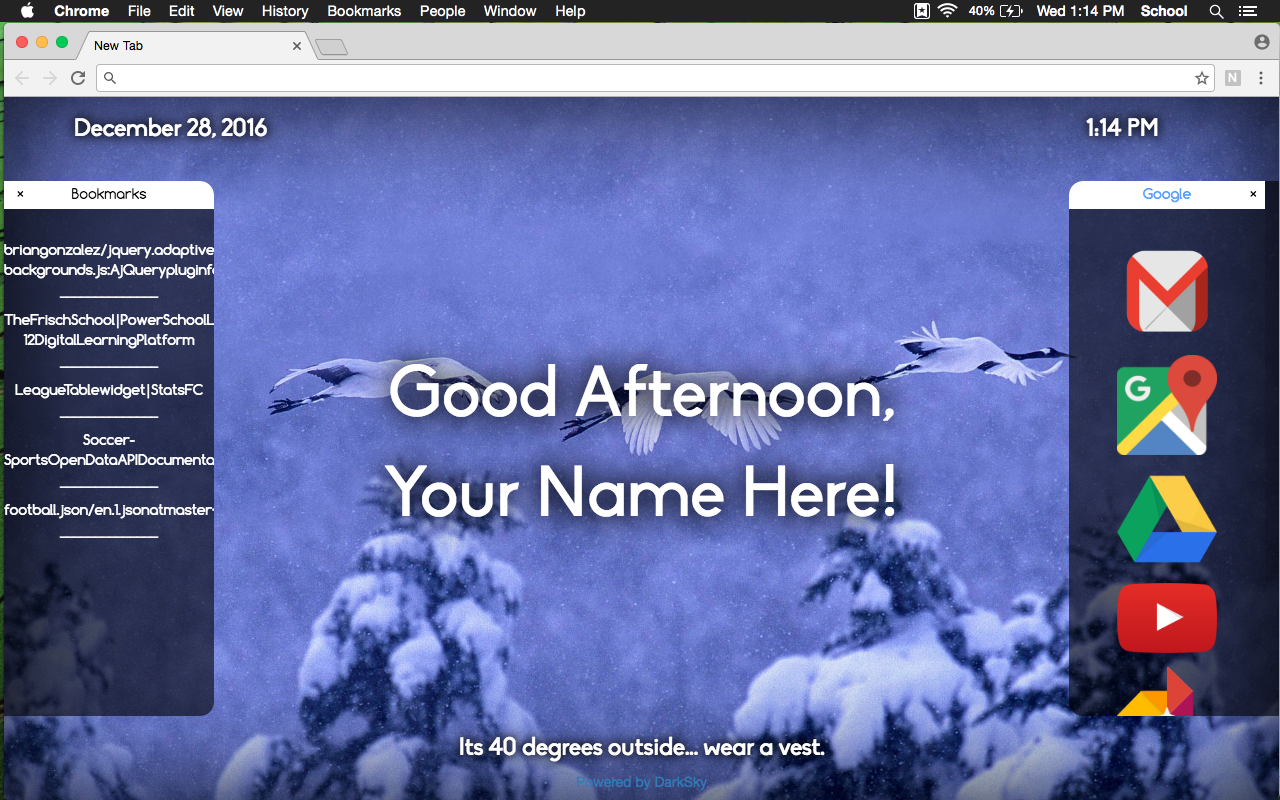 Chrome File Edit View History Bookmarks People Window Help 40% Wed 1:14 PM School
New Tab
N
December 28, 2016
1:14 PM
× Bookmarks
Google ×
briangonzalez/jquery.adaptive
backgrounds.js:AjQueryplugin
TheFrischSchool|PowerSchoolL
12DigitalLearningPlatform
LeagueTablewidget|StatsFC
Soccer-
SportsOpenDataAPIDocumenta
football.json/en.1.jsonatmaster
G
Good Afternoon,
Your Name Here!
Its 40 degrees outside... wear a vest.
Powered by DarkSky.